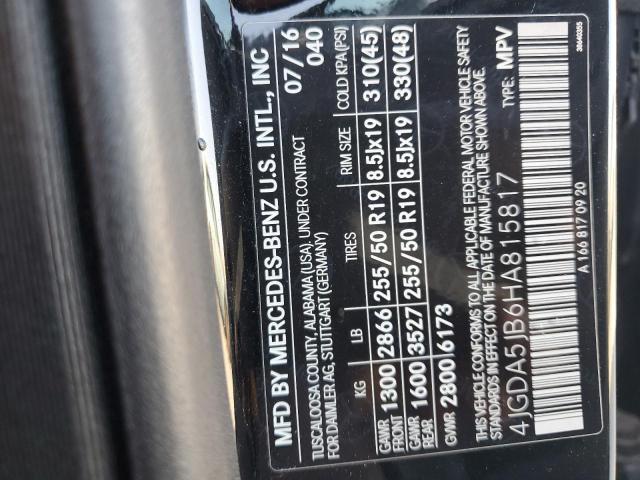 MFD BY MERCEDES-BENZ U.S. INTL., INC
TUSCALOOSA COUNTY, ALABAMA (USA). UNDER CONTRACT 07/16
FOR DAIMLER AG, STUTTGART (GERMANY) 040
KG LB TIRES RIM SIZE COLD KPA (PSI)
GAWR FRONT 1300 2866 255/50 R19 8.5Jx19 310(45)
GAWR REAR 1600 3527 255/50 R19 8.5Jx19 330(48)
GVWR 2800 6173
THIS VEHICLE CONFORMS TO ALL APPLICABLE FEDERAL MOTOR VEHICLE SAFETY
STANDARDS IN EFFECT ON THE DATE OF MANUFACTURE SHOWN ABOVE.
4JGDA5JB6HA815817 TYPE: MPV
A 166 817 09 20
38640355